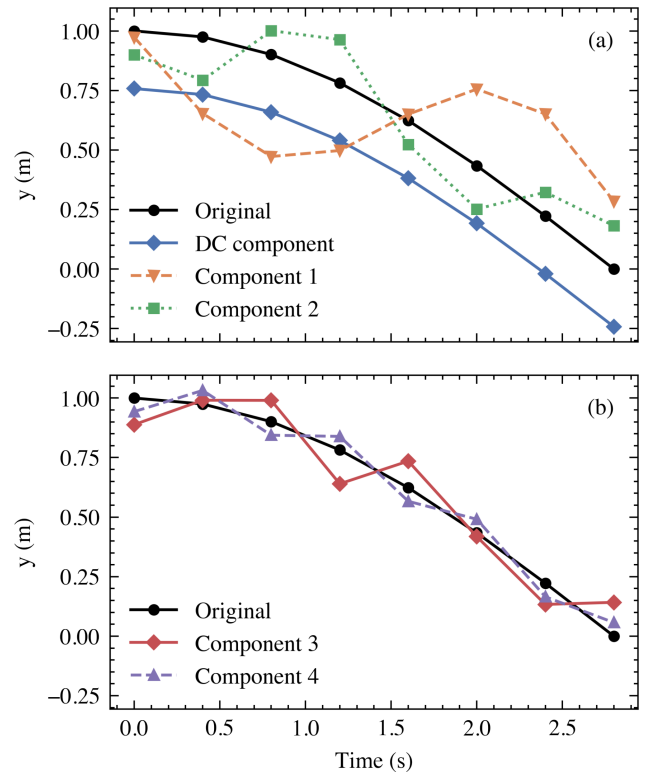 1.00
(a)
0.75
0.50
y (m)
0.25
Original
DC component
0.00
Component 1
Component 2
−0.25
1.00
(b)
0.75
0.50
y (m)
0.25
Original
0.00
Component 3
Component 4
−0.25
0.0 0.5 1.0 1.5 2.0 2.5
Time (s)